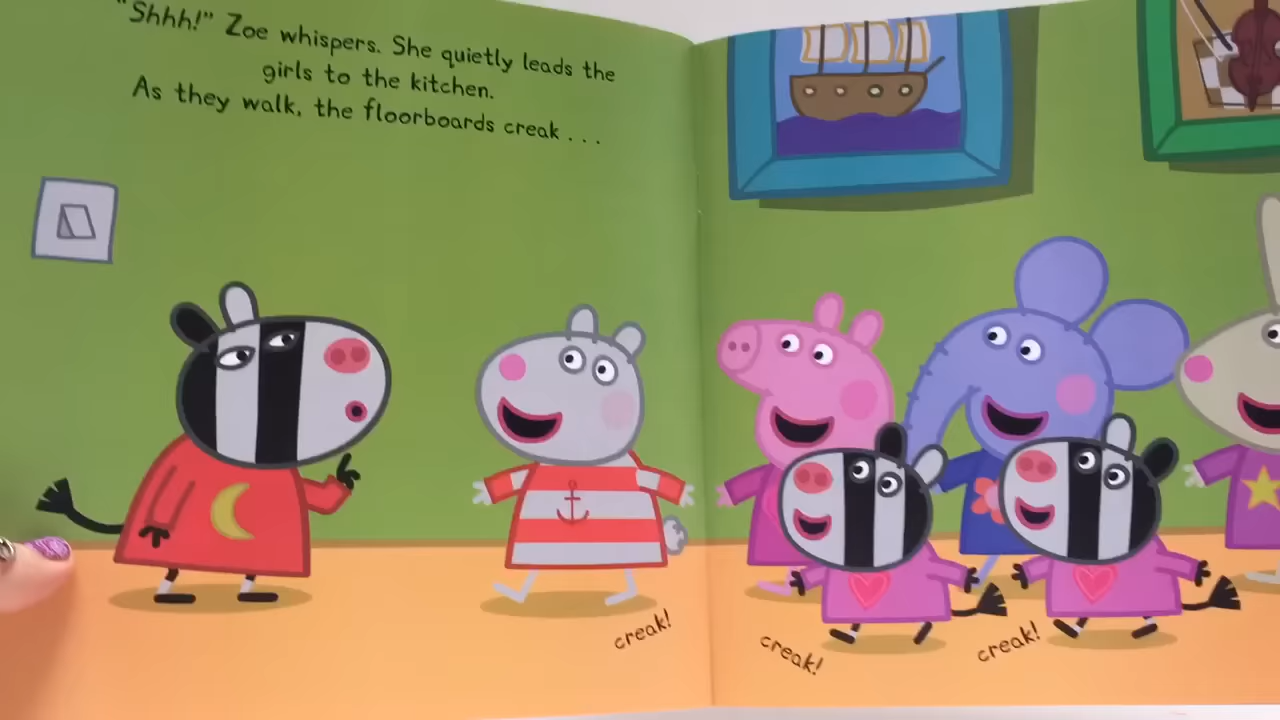 "Shhh!" Zoe whispers. She quietly leads the
girls to the kitchen.
As they walk, the floorboards creak . . .
creak!
creak!
creak!